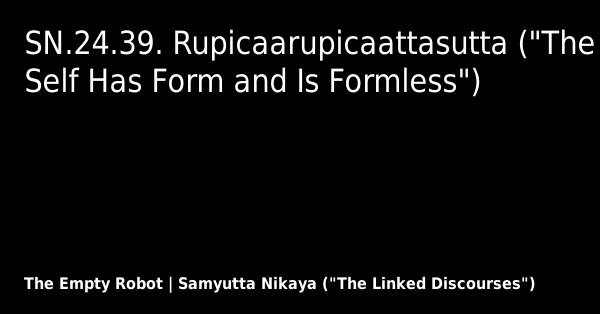 SN.24.39. Rupicaarupicaattasutta ("The
Self Has Form and Is Formless")
The Empty Robot | Samyutta Nikaya ("The Linked Discourses")